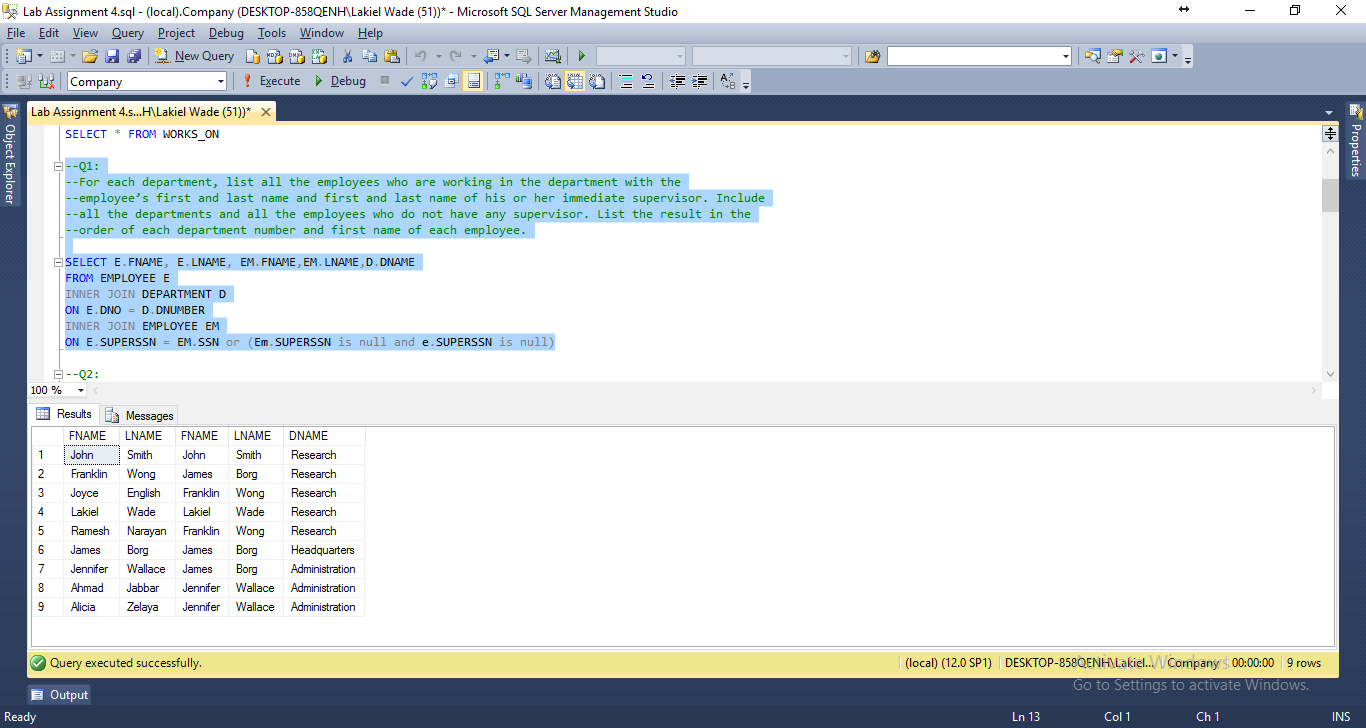 Lab Assignment 4.sql - (local).Company (DESKTOP-858QENH\Lakiel Wade (51))* - Microsoft SQL Server Management Studio
File Edit View Query Project Debug Tools Window Help
New Query
Company Execute Debug
Object Explorer
Lab Assignment 4.s...H\Lakiel Wade (51))*
Properties
SELECT * FROM WORKS_ON
--Q1:
--For each department, list all the employees who are working in the department with the
--employee’s first and last name and first and last name of his or her immediate supervisor. Include
--all the departments and all the employees who do not have any supervisor. List the result in the
--order of each department number and first name of each employee.
SELECT E.FNAME, E.LNAME, EM.FNAME,EM.LNAME,D.DNAME
FROM EMPLOYEE E
INNER JOIN DEPARTMENT D
ON E.DNO = D.DNUMBER
INNER JOIN EMPLOYEE EM
ON E.SUPERSSN = EM.SSN or (Em.SUPERSSN is null and e.SUPERSSN is null)
--Q2:
100 %
Results Messages
FNAME LNAME FNAME LNAME DNAME
1 John Smith John Smith Research
2 Franklin Wong James Borg Research
3 Joyce English Franklin Wong Research
4 Lakiel Wade Lakiel Wade Research
5 Ramesh Narayan Franklin Wong Research
6 James Borg James Borg Headquarters
7 Jennifer Wallace James Borg Administration
8 Ahmad Jabbar Jennifer Wallace Administration
9 Alicia Zelaya Jennifer Wallace Administration
Query executed successfully. (local) (12.0 SP1) DESKTOP-858QENH\Lakiel... Company 00:00:00 9 rows
Activate Windows
Go to Settings to activate Windows.
Output
Ready Ln 13 Col 1 Ch 1 INS